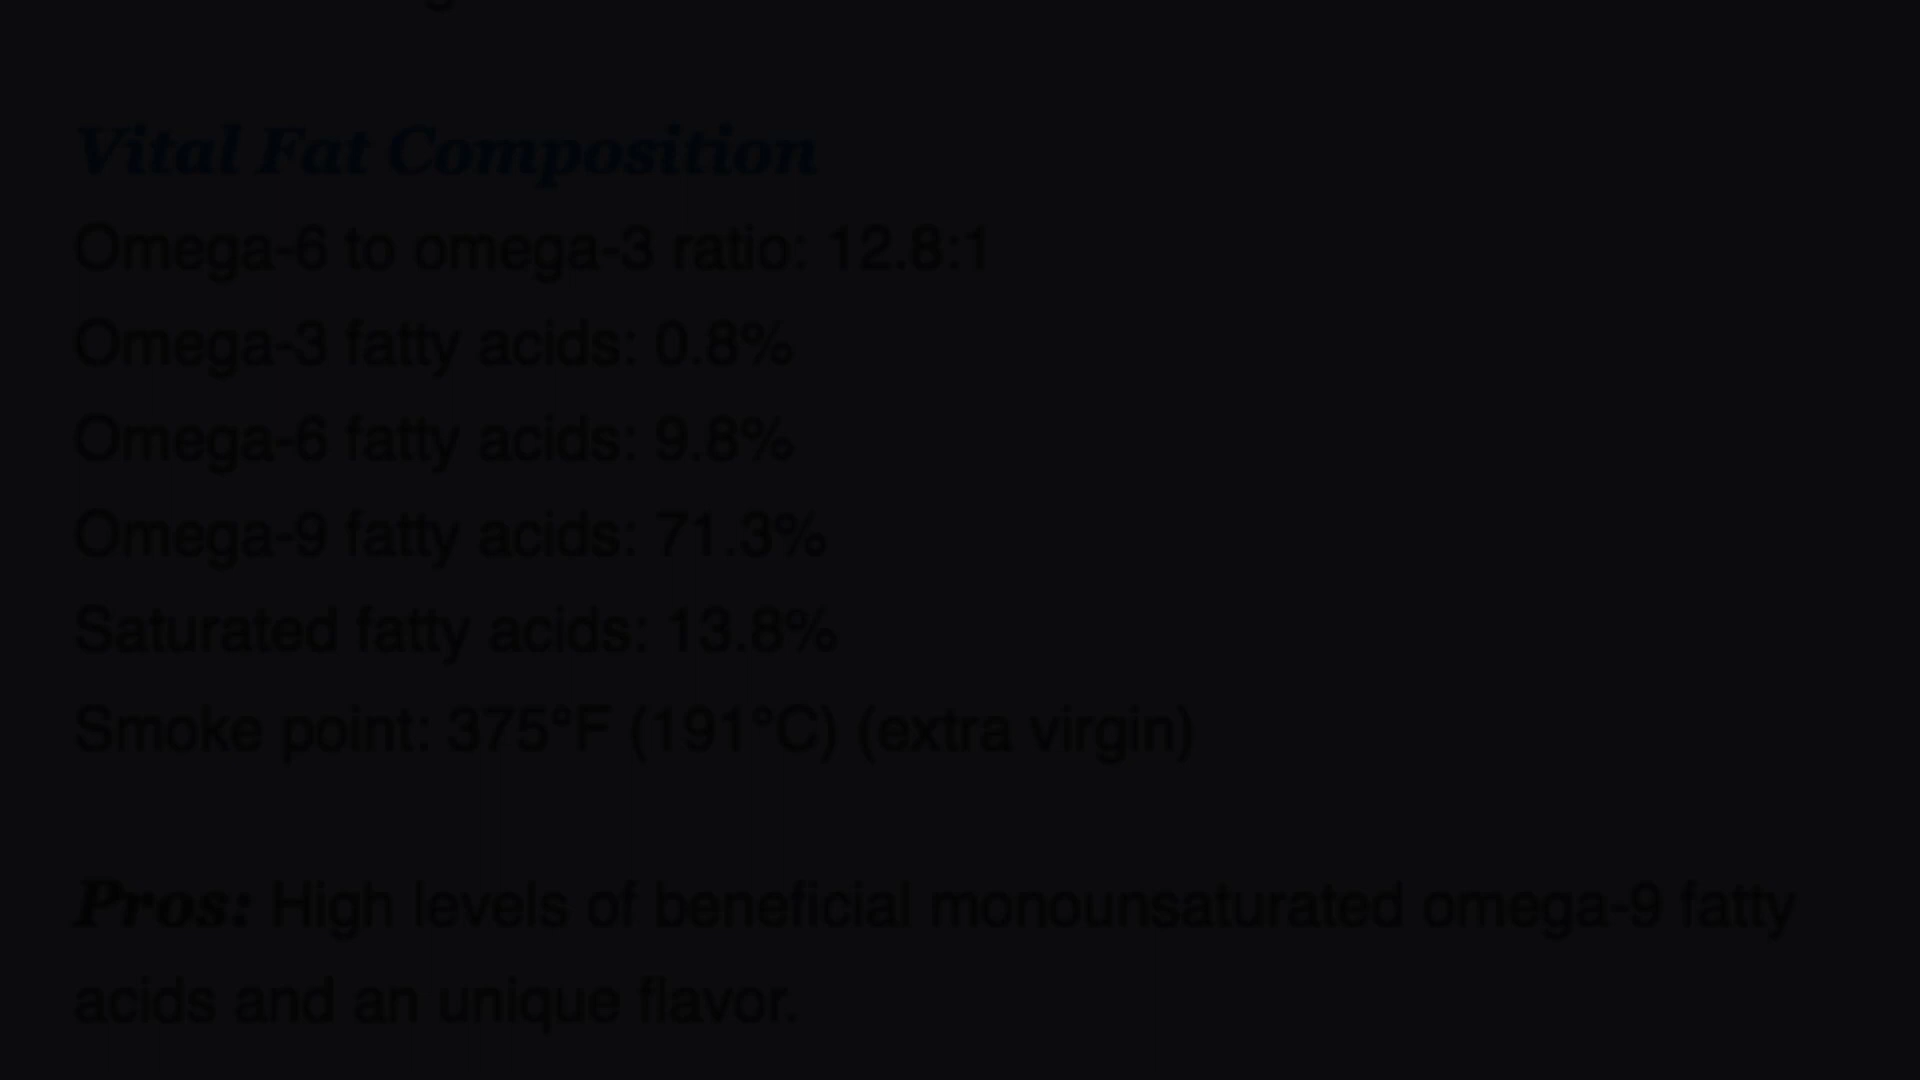 Vital Fat Composition
Omega-6 to omega-3 ratio: 12.8:1
Omega-3 fatty acids: 0.8%
Omega-6 fatty acids: 9.8%
Omega-9 fatty acids: 71.3%
Saturated fatty acids: 13.8%
Smoke point: 375°F (191°C) (extra virgin)
Pros: High levels of beneficial monounsaturated omega-9 fatty
acids and an unique flavor.